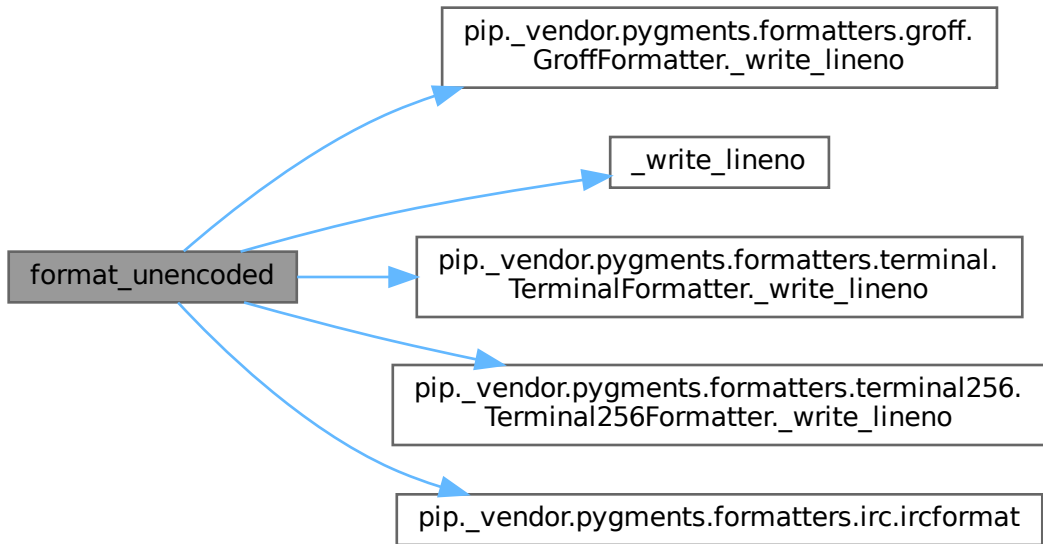 pip._vendor.pygments.formatters.groff.
GroffFormatter._write_lineno
_write_lineno
format_unencoded
pip._vendor.pygments.formatters.terminal.
TerminalFormatter._write_lineno
pip._vendor.pygments.formatters.terminal256.
Terminal256Formatter._write_lineno
pip._vendor.pygments.formatters.irc.ircformat